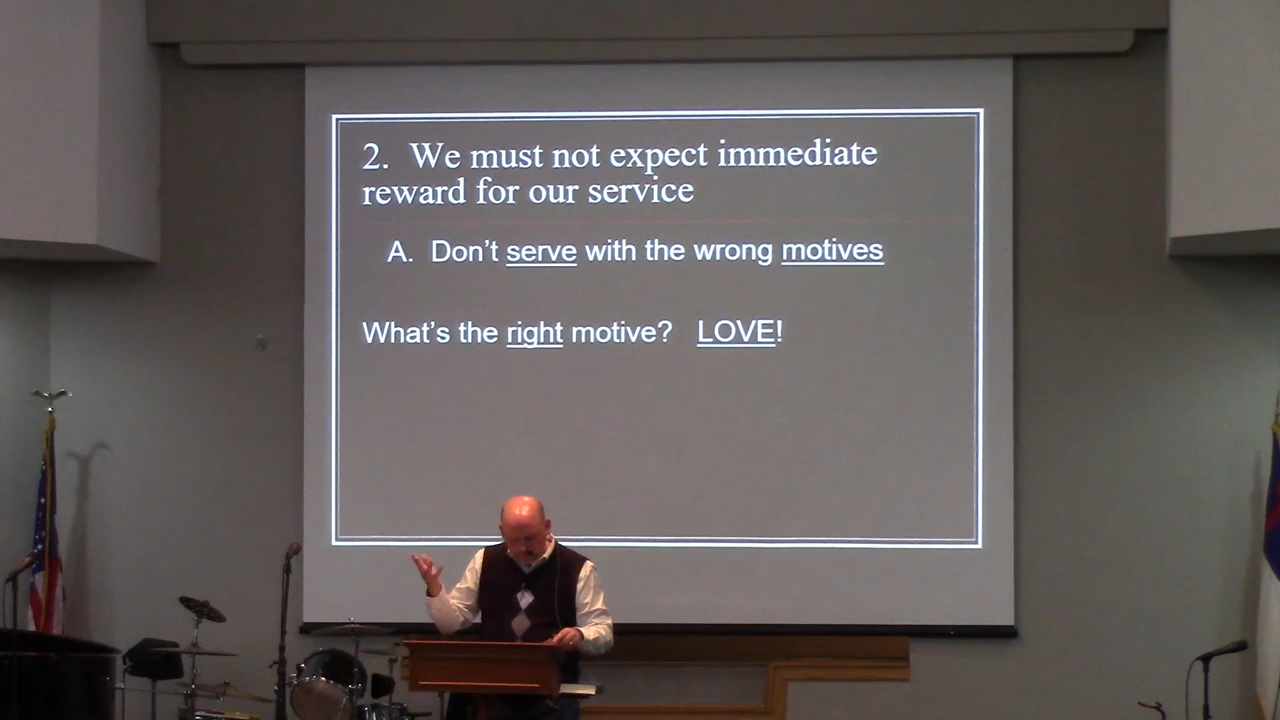 2.  We must not expect immediate
reward for our service
A.  Don’t serve with the wrong motives
What’s the right motive?   LOVE!